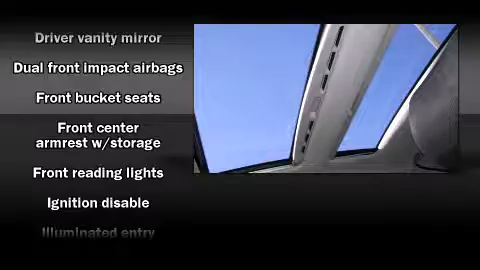 Driver vanity mirror
Dual front impact airbags
Front bucket seats
Front center
armrest w/storage
Front reading lights
Ignition disable
Illuminated entry